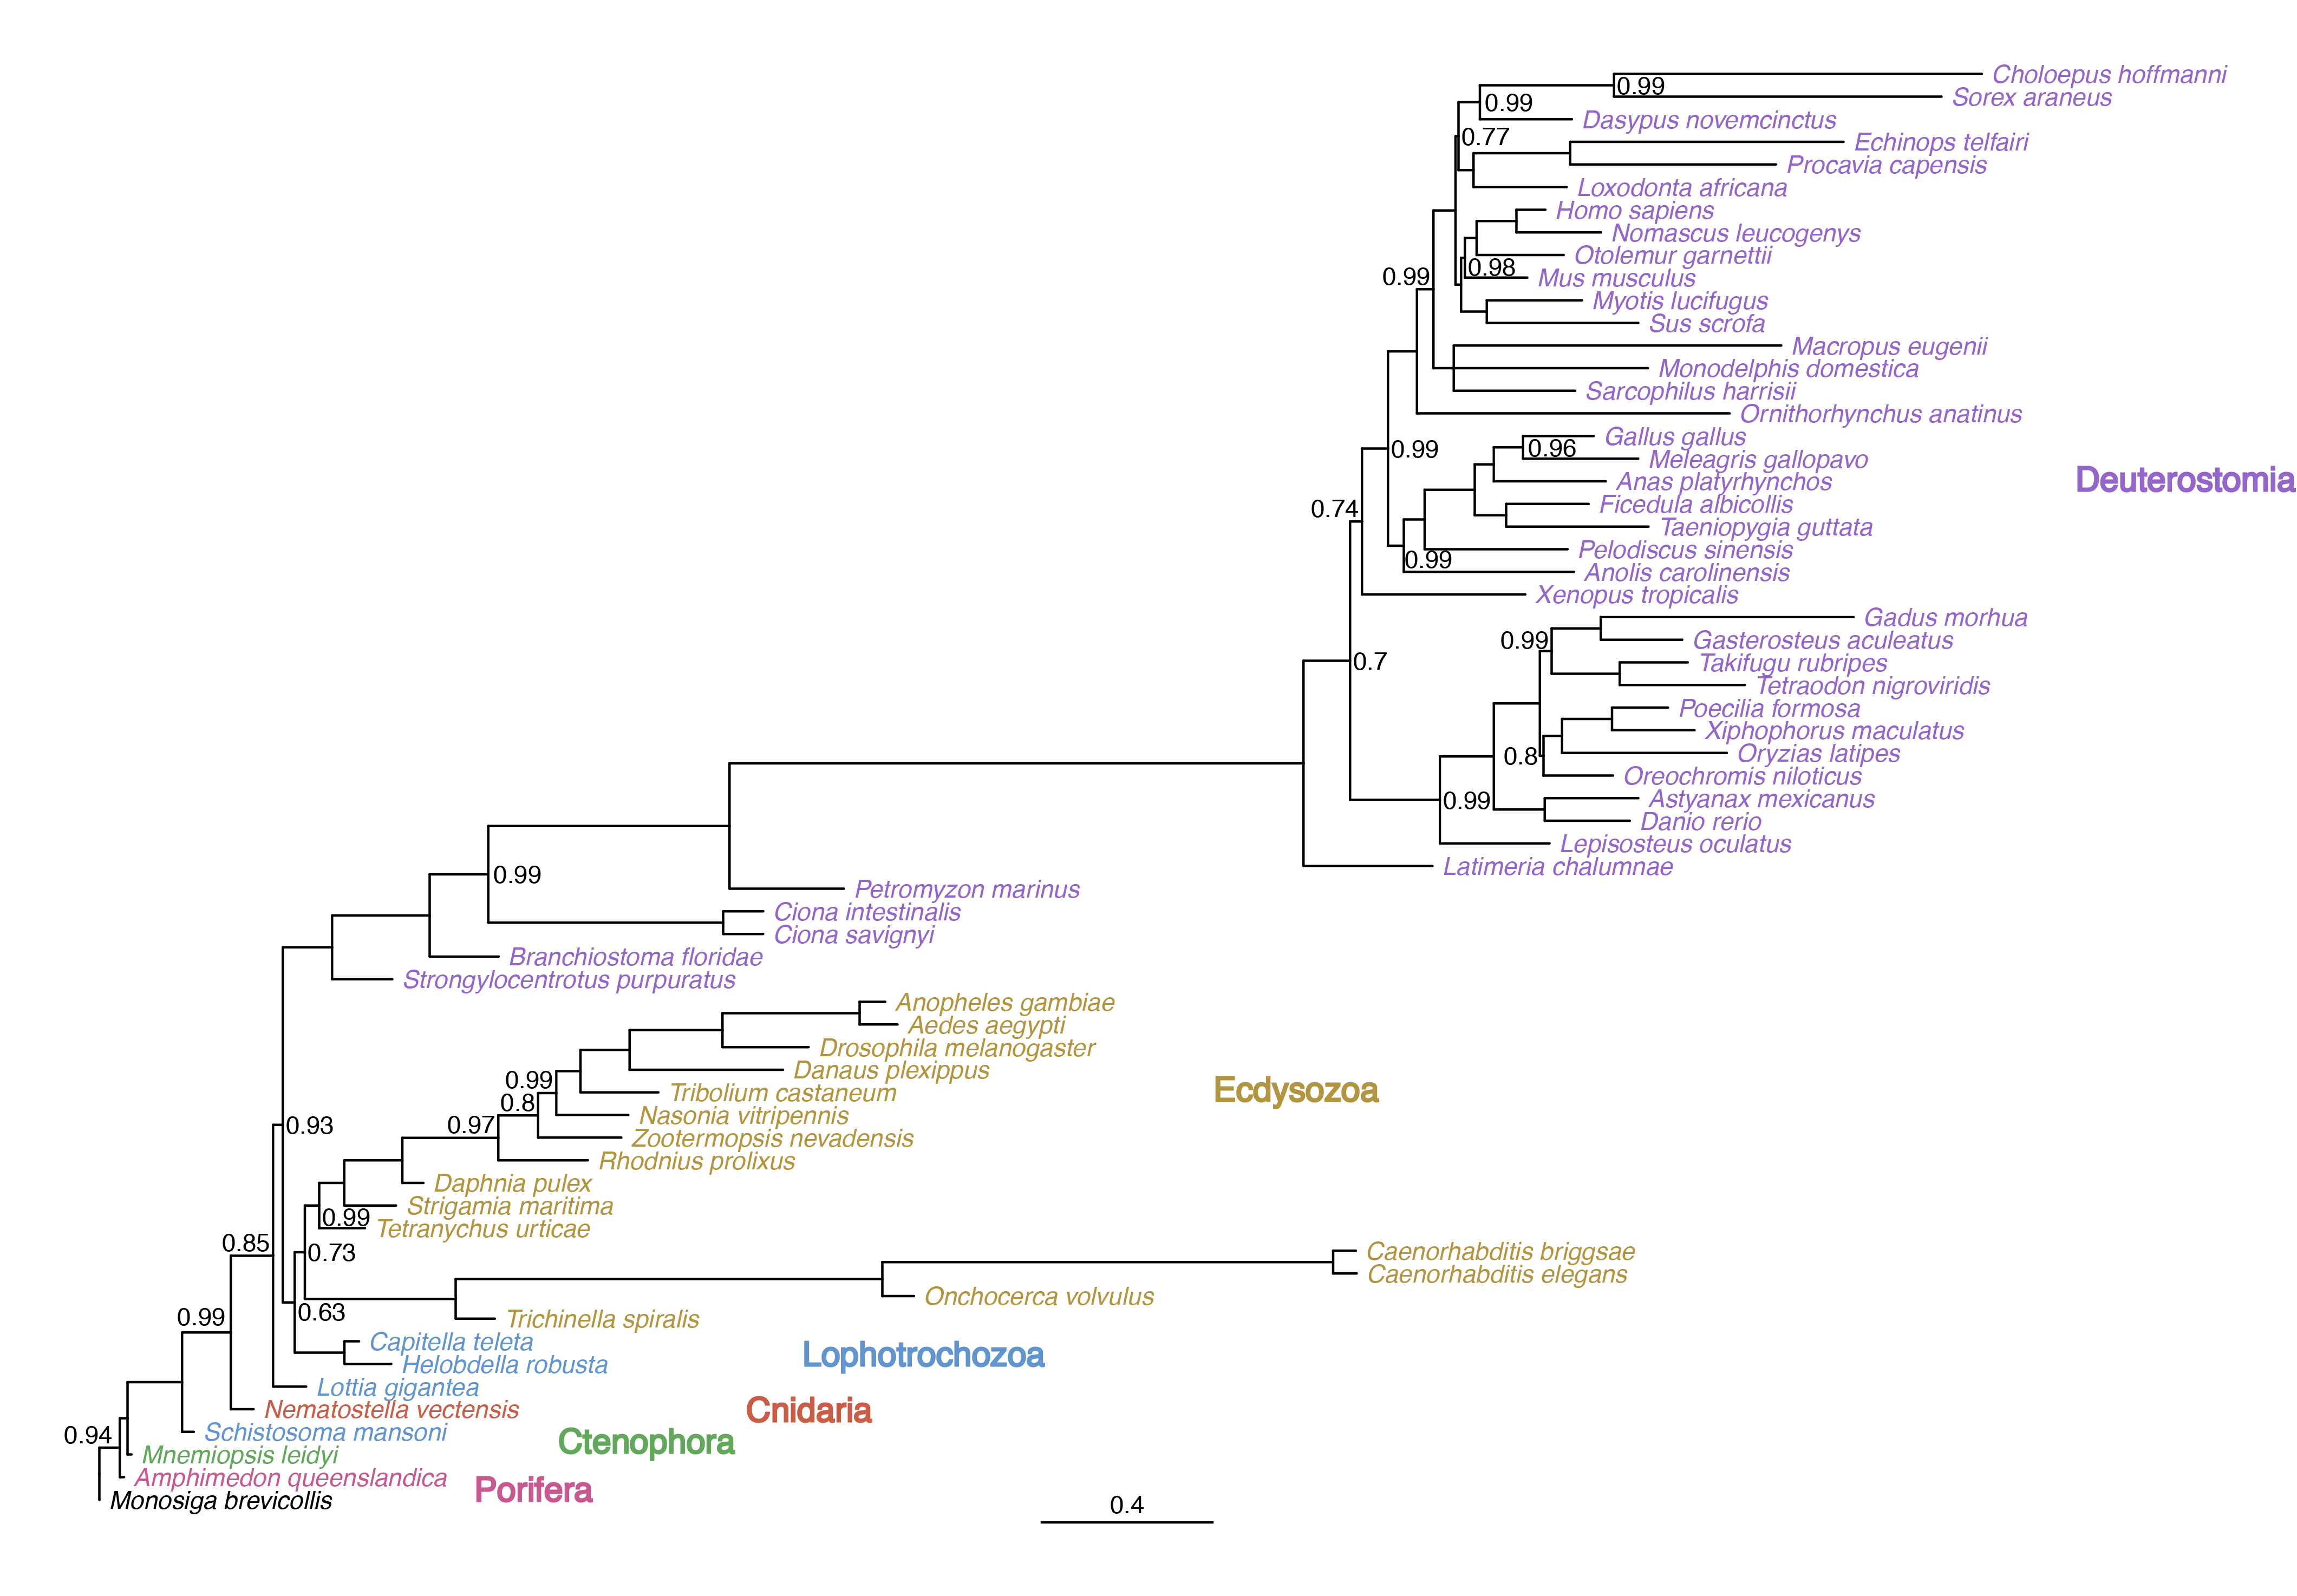 Choloepus hoffmanni
0.99
Sorex araneus
0.99
Dasypus novemcinctus
0.77
Echinops telfairi
Procavia capensis
Loxodonta africana
Homo sapiens
Nomascus leucogenys
Otolemur garnettii
0.98
Mus musculus
0.99
Myotis lucifugus
Sus scrofa
Macropus eugenii
Monodelphis domestica
Sarcophilus harrisii
Ornithorhynchus anatinus
Gallus gallus
0.99
0.96
Meleagris gallopavo
Deuterostomia
Anas platyrhynchos
Ficedula albicollis
0.74
Taeniopygia guttata
Pelodiscus sinensis
0.99
Anolis carolinensis
Xenopus tropicalis
Gadus morhua
0.99
Gasterosteus aculeatus
0.7
Takifugu rubripes
Tetraodon nigroviridis
Poecilia formosa
Xiphophorus maculatus
0.8
Oryzias latipes
Oreochromis niloticus
0.99
Astyanax mexicanus
Danio rerio
Lepisosteus oculatus
Latimeria chalumnae
0.99
Petromyzon marinus
Ciona intestinalis
Ciona savignyi
Branchiostoma floridae
Strongylocentrotus purpuratus
Anopheles gambiae
Aedes aegypti
Drosophila melanogaster
Danaus plexippus
0.99
Tribolium castaneum
Ecdysozoa
0.8
Nasonia vitripennis
0.97
0.93
Zootermopsis nevadensis
Rhodnius prolixus
Daphnia pulex
Strigamia maritima
0.99
Tetranychus urticae
0.85
0.73
Caenorhabditis briggsae
Caenorhabditis elegans
Onchocerca volvulus
0.99
0.63
Trichinella spiralis
Capitella teleta
Lophotrochozoa
Helobdella robusta
Lottia gigantea
Nematostella vectensis
Cnidaria
0.94
Schistosoma mansoni
Ctenophora
Mnemiopsis leidyi
Amphimedon queenslandica
Porifera
Monosiga brevicollis
0.4